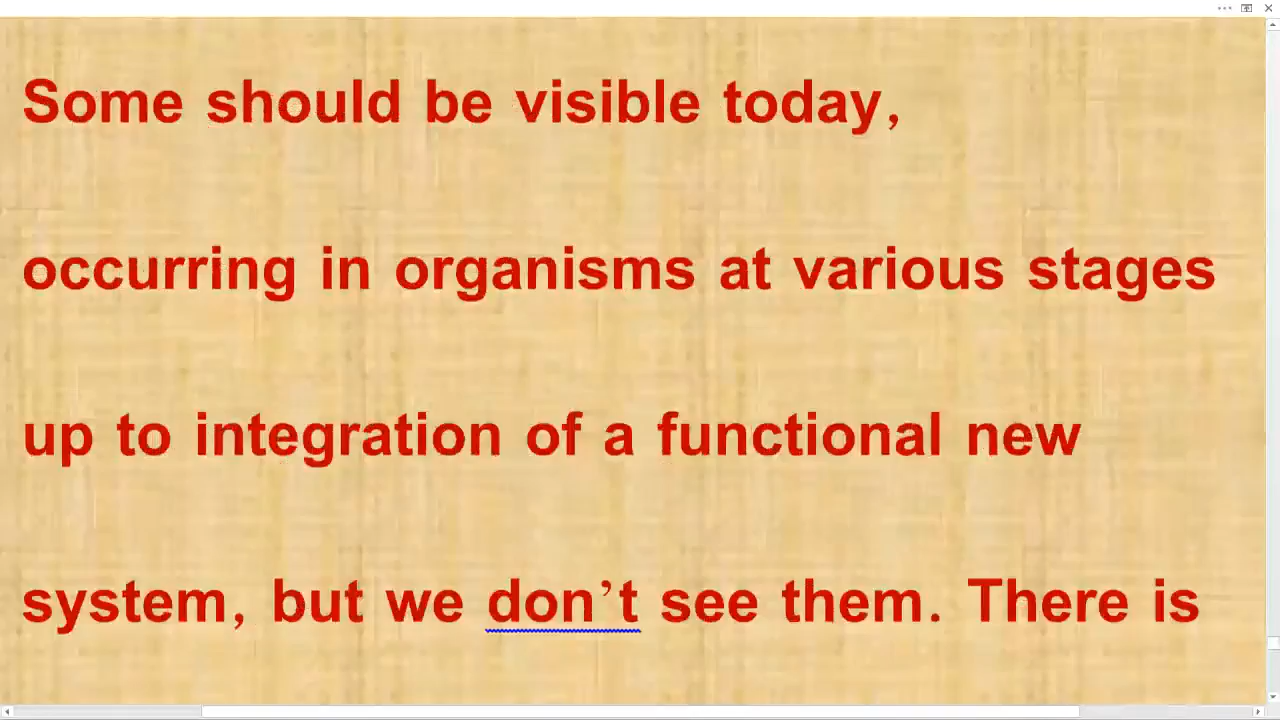 Some should be visible today,
occurring in organisms at various stages
up to integration of a functional new
system, but we don’t see them. There is